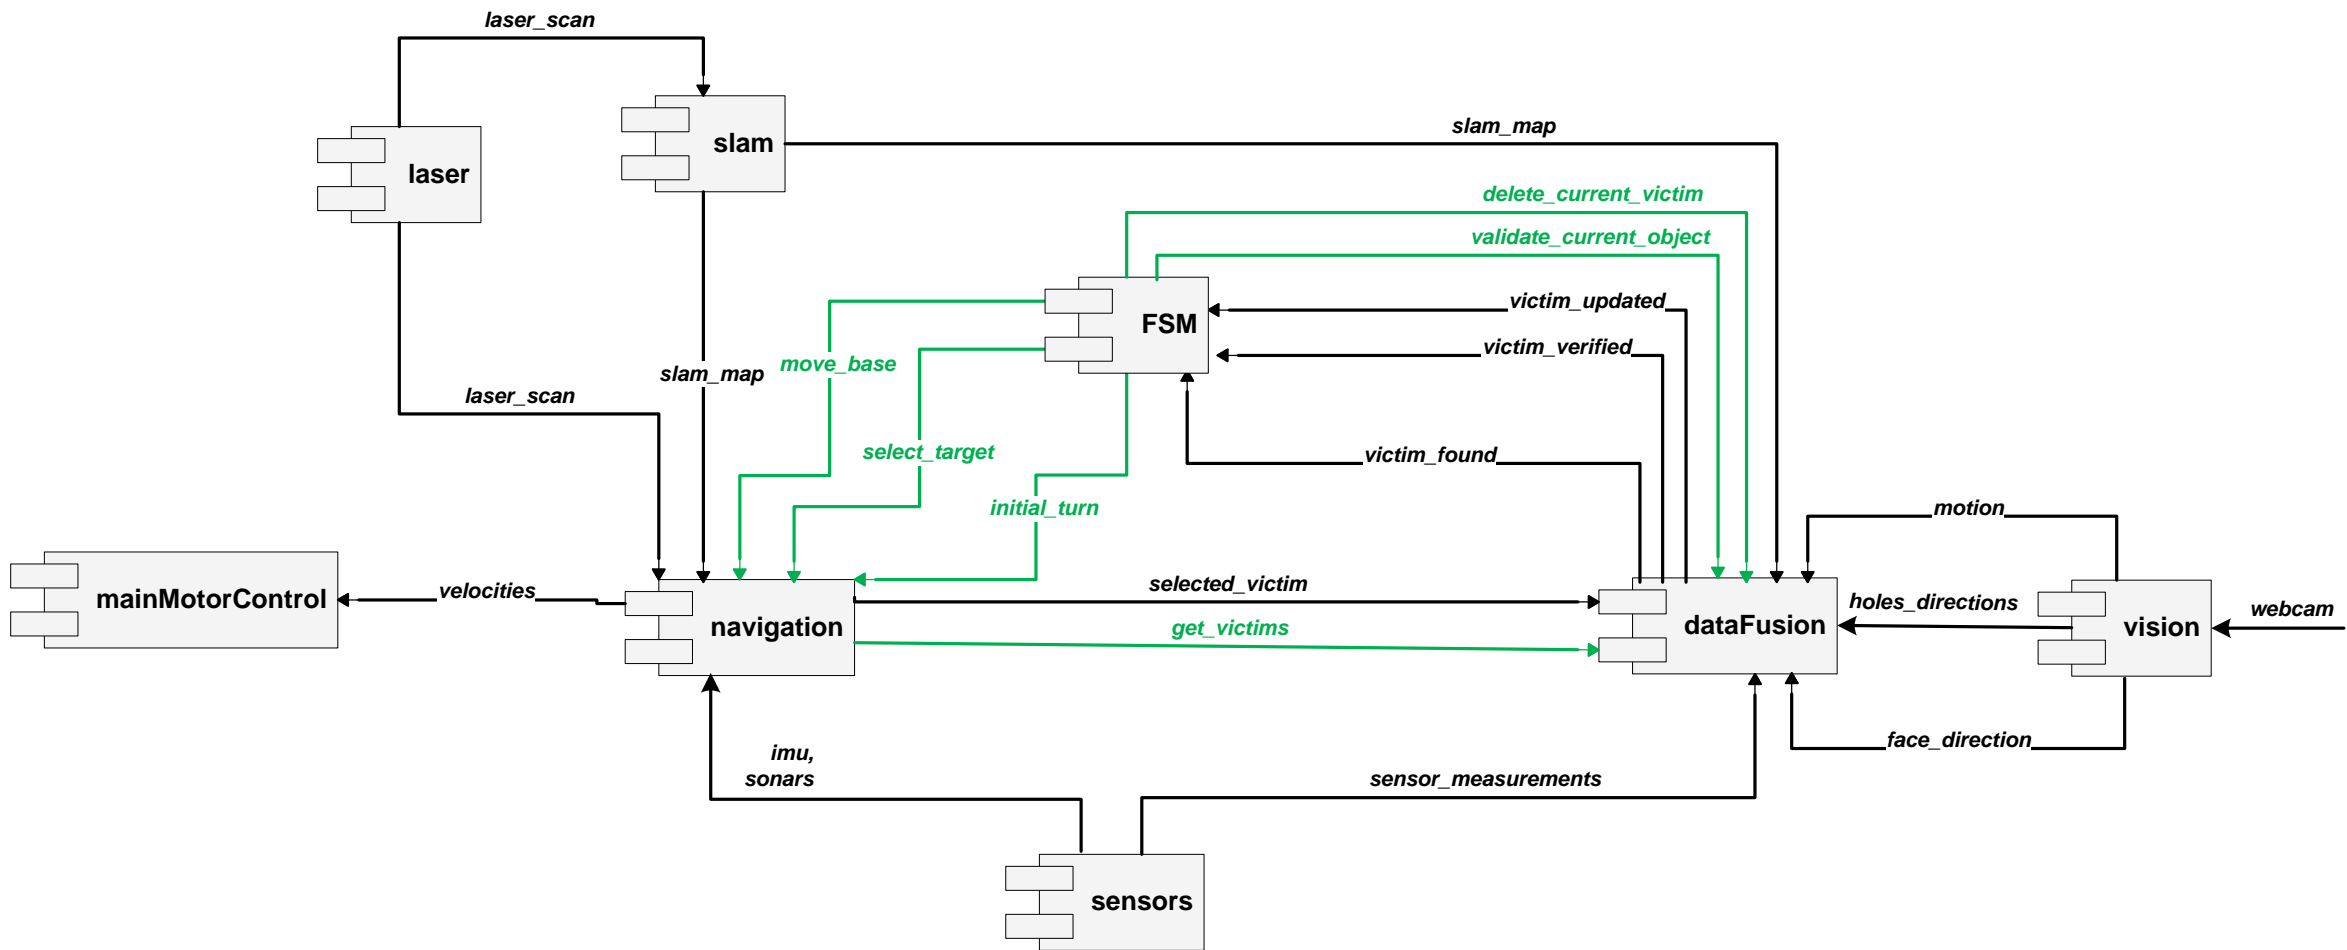 laser_scan
slam_map
slam
laser
delete_current_victim
validate_current_object
victim_updated
FSM
victim_verified
move_base
slam_map
laser_scan
select_target
victim_found
initial_turn
motion
selected_victim
velocities
mainMotorControl
navigation
get_victims
dataFusion
holes_directions
vision
webcam
face_direction
imu,
sonars
sensor_measurements
sensors